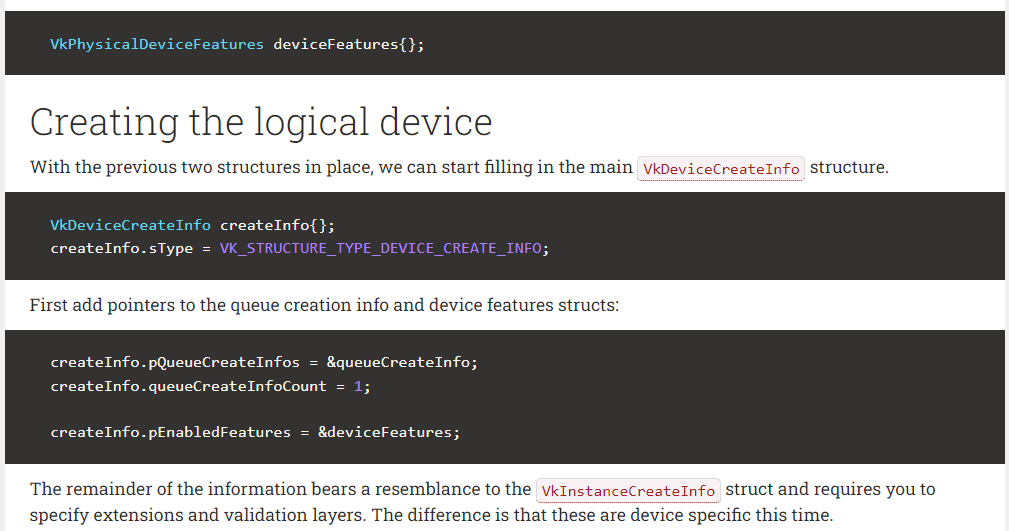 VkPhysicalDeviceFeatures deviceFeatures{};
Creating the logical device
With the previous two structures in place, we can start filling in the main VkDeviceCreateInfo structure.
VkDeviceCreateInfo createInfo{};
createInfo.sType = VK_STRUCTURE_TYPE_DEVICE_CREATE_INFO;
First add pointers to the queue creation info and device features structs:
createInfo.pQueueCreateInfos = &queueCreateInfo;
createInfo.queueCreateInfoCount = 1;
createInfo.pEnabledFeatures = &deviceFeatures;
The remainder of the information bears a resemblance to the VkInstanceCreateInfo struct and requires you to
specify extensions and validation layers. The difference is that these are device specific this time.